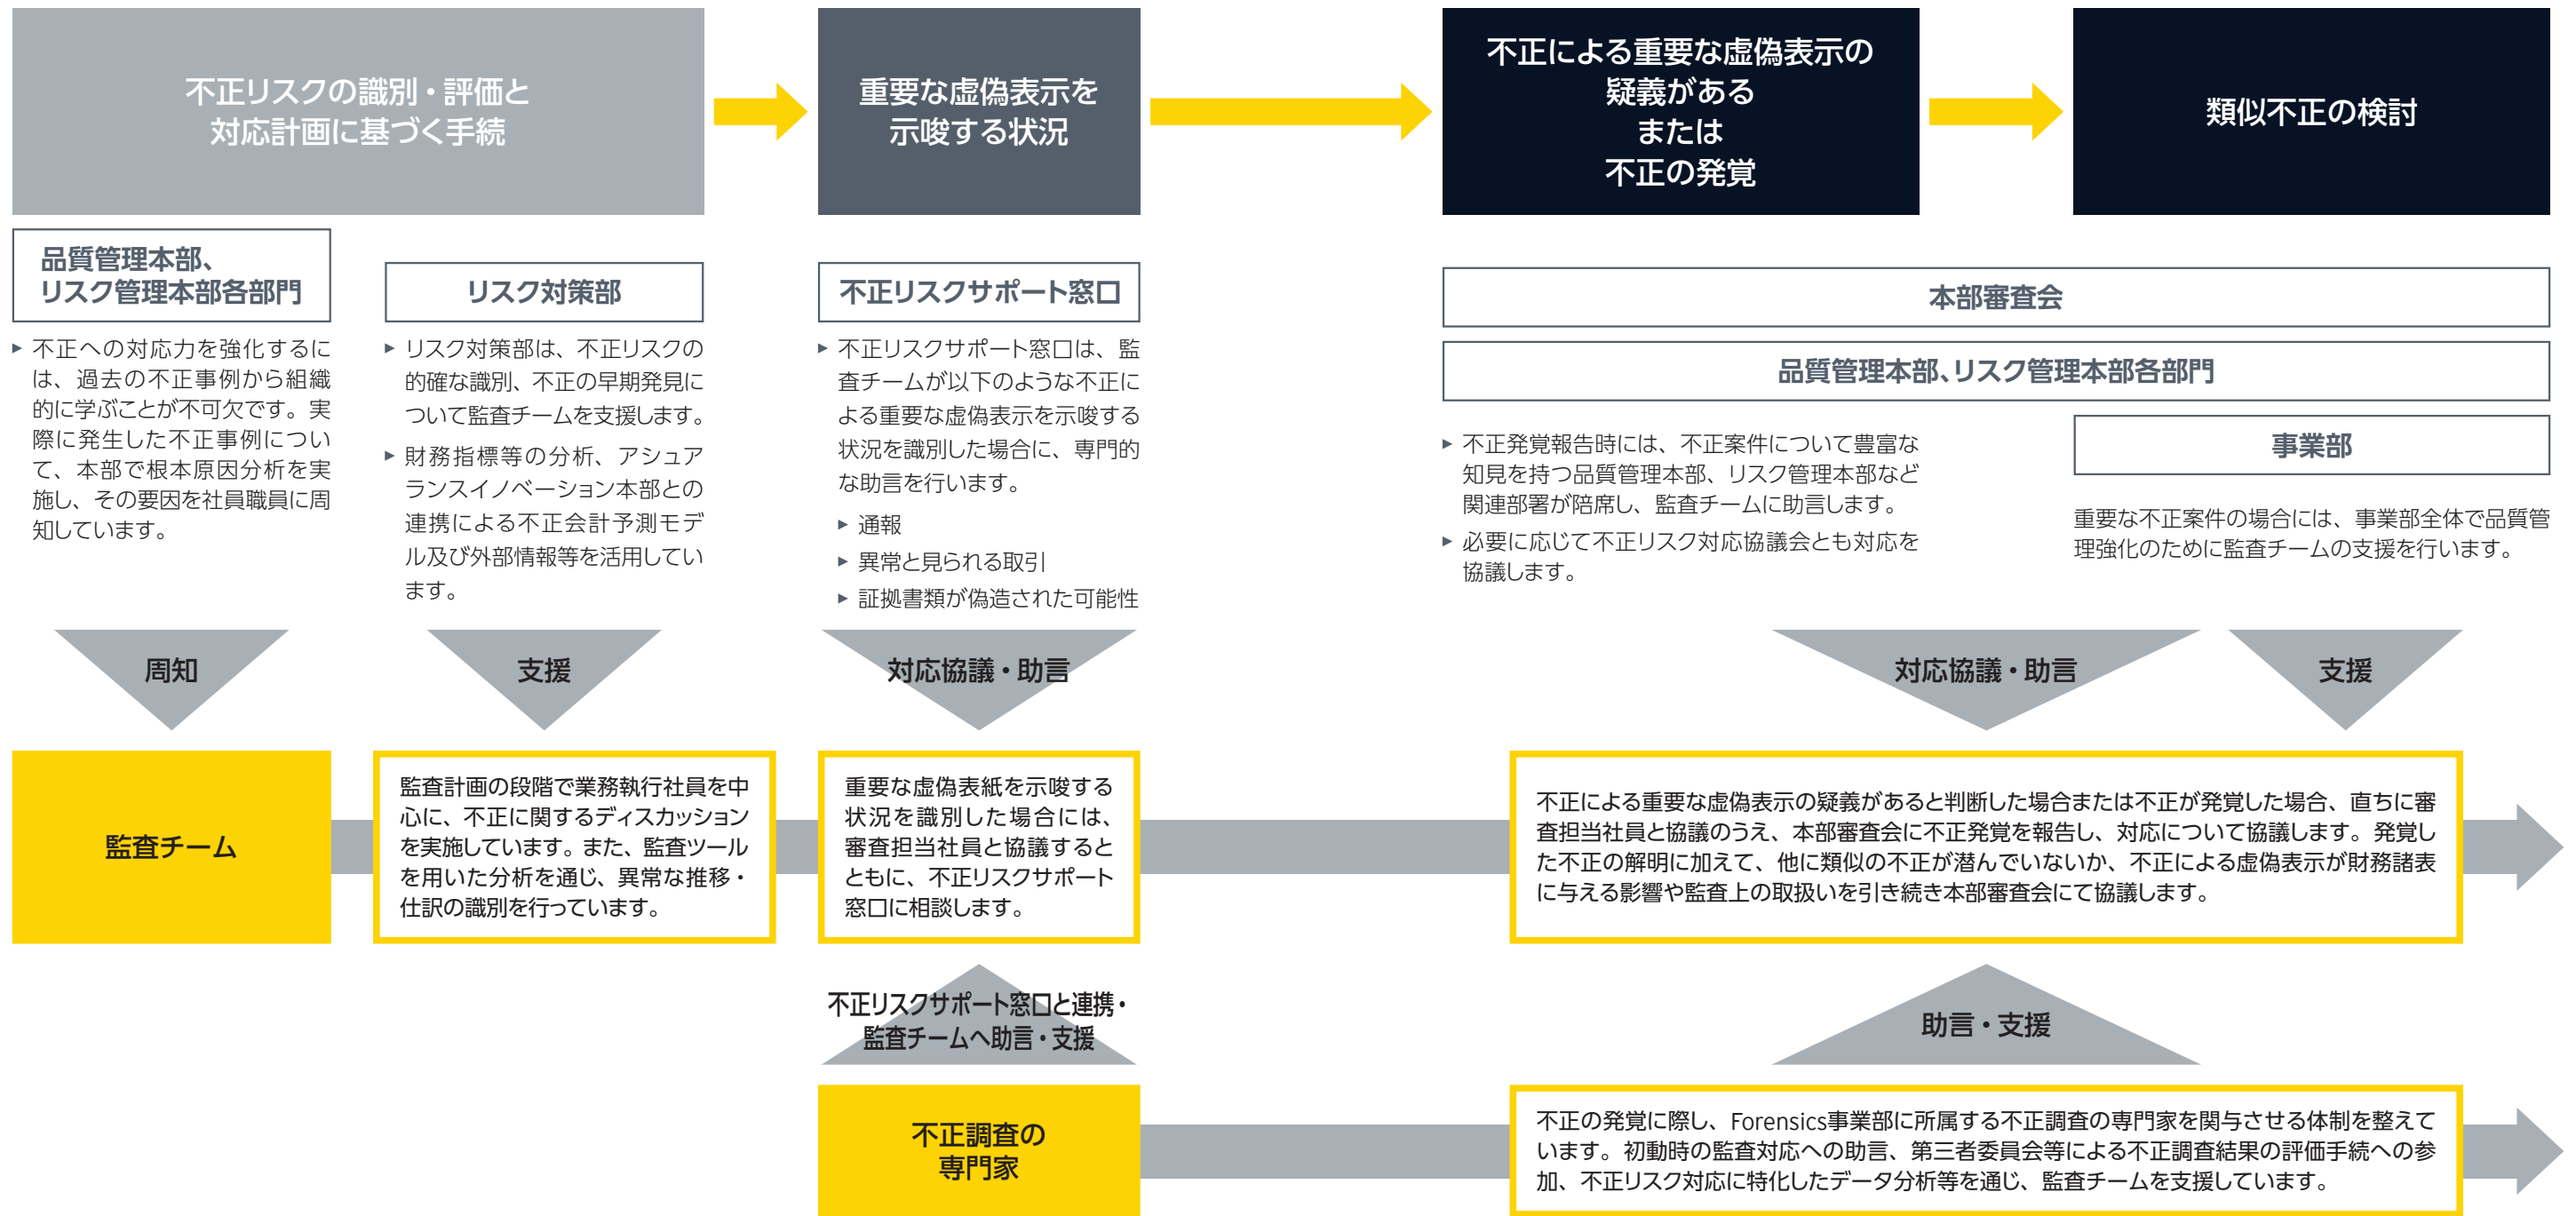 不正リスクの識別・評価と
対応計画に基づく手続
重要な虚偽表示を
示唆する状況
不正による重要な虚偽表示の
疑義がある
または
不正の発覚
類似不正の検討
品質管理本部、
リスク管理本部各部門
▶ 不正への対応力を強化するに
は、過去の不正事例から組織
的に学ぶことが不可欠です。実
際に発生した不正事例につい
て、本部で根本原因分析を実
施し、その要因を社員職員に周
知しています。
リスク対策部
▶ リスク対策部は、不正リスクの
的確な識別、不正の早期発見に
ついて監査チームを支援します。
▶ 財務指標等の分析、アシュア
ランスイノベーション本部との
連携による不正会計予測モデ
ル及び外部情報等を活用してい
ます。
不正リスクサポート窓口
▶ 不正リスクサポート窓口は、監
査チームが以下のような不正に
よる重要な虚偽表示を示唆する
状況を識別した場合に、専門的
な助言を行います。
▶ 通報
▶ 異常と見られる取引
▶ 証拠書類が偽造された可能性
本部審査会
品質管理本部、リスク管理本部各部門
▶ 不正発覚報告時には、不正案件について豊富な
知見を持つ品質管理本部、リスク管理本部など
関連部署が陪席し、監査チームに助言します。
▶ 必要に応じて不正リスク対応協議会とも対応を
協議します。
事業部
重要な不正案件の場合には、事業部全体で品質管
理強化のために監査チームの支援を行います。
周知
支援
対応協議・助言
対応協議・助言
支援
監査チーム
監査計画の段階で業務執行社員を中
心に、不正に関するディスカッション
を実施しています。また、監査ツール
を用いた分析を通じ、異常な推移・
仕訳の識別を行っています。
重要な虚偽表紙を示唆する
状況を識別した場合には、
審査担当社員と協議すると
ともに、不正リスクサポート
窓口に相談します。
不正による重要な虚偽表示の疑義があると判断した場合または不正が発覚した場合、直ちに審
査担当社員と協議のうえ、本部審査会に不正発覚を報告し、対応について協議します。発覚し
た不正の解明に加えて、他に類似の不正が潜んでいないか、不正による虚偽表示が財務諸表
に与える影響や監査上の取扱いを引き続き本部審査会にて協議します。
不正リスクサポート窓口と連携・
監査チームへ助言・支援
助言・支援
不正調査の
専門家
不正の発覚に際し、Forensics事業部に所属する不正調査の専門家を関与させる体制を整えて
います。初動時の監査対応への助言、第三者委員会等による不正調査結果の評価手続への参
加、不正リスク対応に特化したデータ分析等を通じ、監査チームを支援しています。